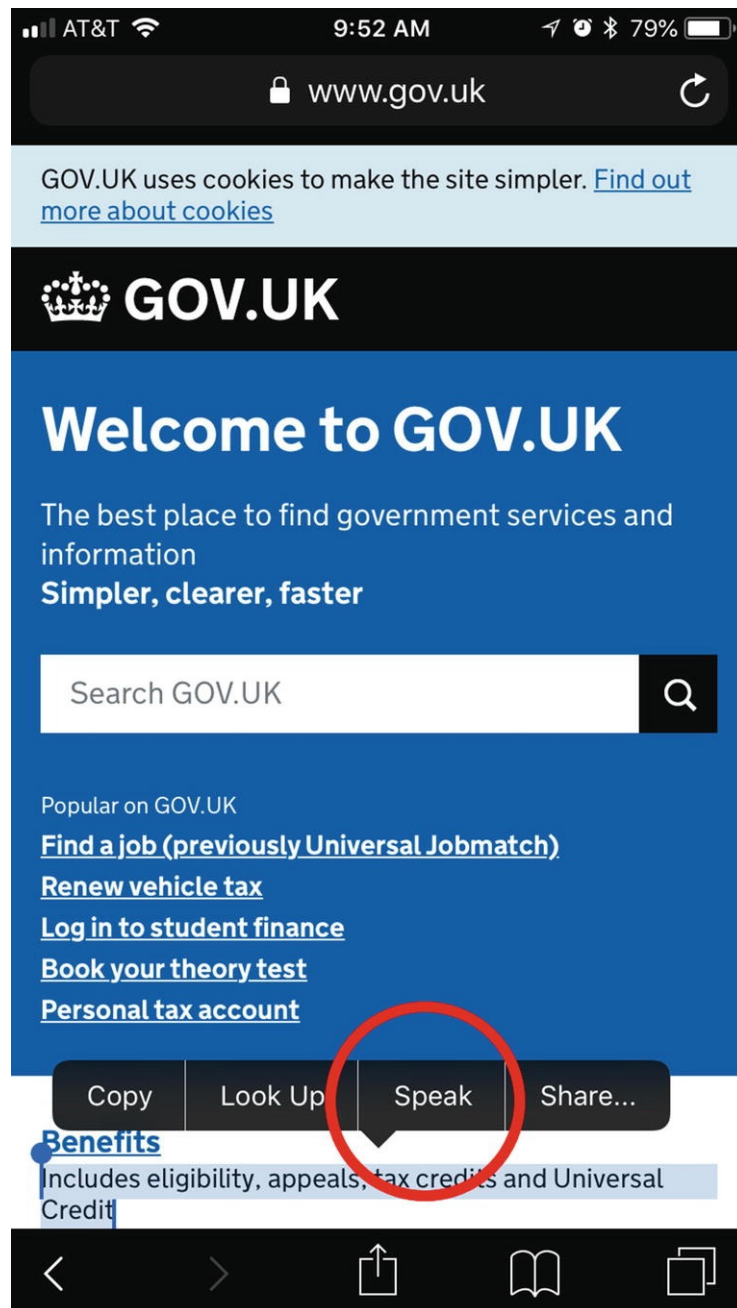 AT&T 9:52 AM 79%
www.gov.uk
GOV.UK uses cookies to make the site simpler. Find out
more about cookies
GOV.UK
Welcome to GOV.UK
The best place to find government services and
information
Simpler, clearer, faster
Search GOV.UK
Popular on GOV.UK
Find a job (previously Universal Jobmatch)
Renew vehicle tax
Log in to student finance
Book your theory test
Personal tax account
Copy Look Up Speak Share...
Benefits
Includes eligibility, appeals, tax credits and Universal
Credit